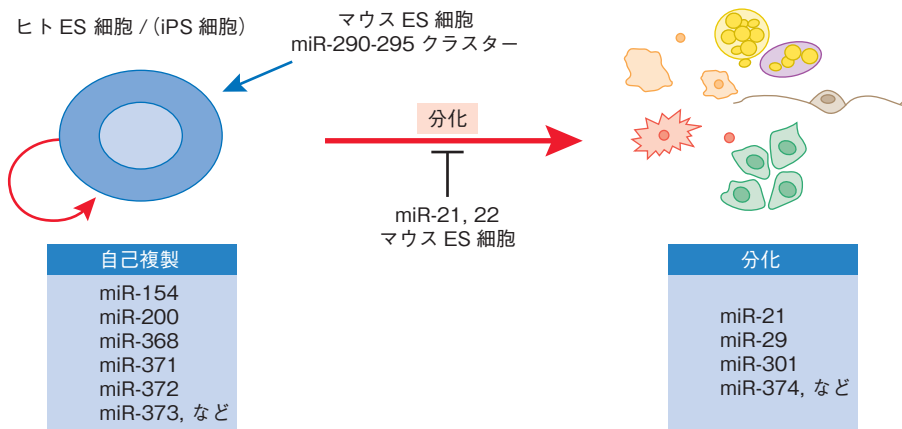 ヒト ES 細胞 / (iPS 細胞)
マウス ES 細胞
miR-290-295 クラスター
分化
miR-21, 22
マウス ES 細胞
自己複製
miR-154
miR-200
miR-368
miR-371
miR-372
miR-373, など
分化
miR-21
miR-29
miR-301
miR-374, など